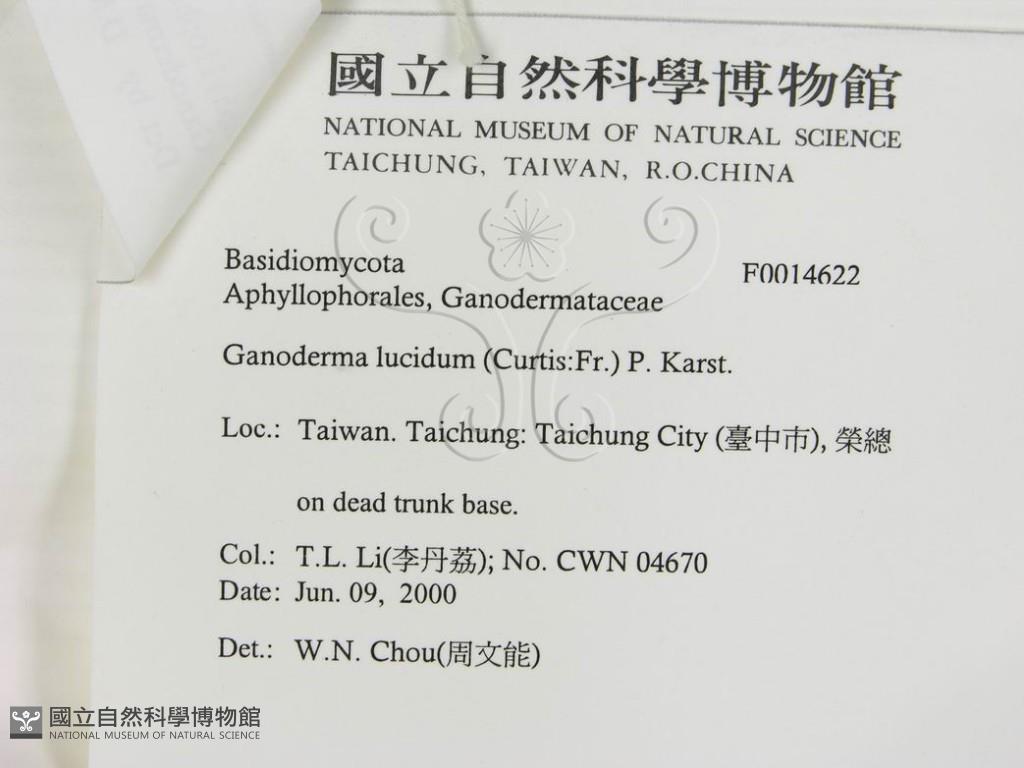 國立自然科學博物館
NATIONAL MUSEUM OF NATURAL SCIENCE
TAICHUNG, TAIWAN, R.O.CHINA
Basidiomycota F0014622
Aphyllophorales, Ganodermataceae
Ganoderma lucidum (Curtis:Fr.) P. Karst.
Loc.: Taiwan. Taichung: Taichung City (臺中市), 榮總
on dead trunk base.
Col.: T.L. Li(李丹荔); No. CWN 04670
Date: Jun. 09, 2000
Det.: W.N. Chou(周文能)
國立自然科學博物館
NATIONAL MUSEUM OF NATURAL SCIENCE